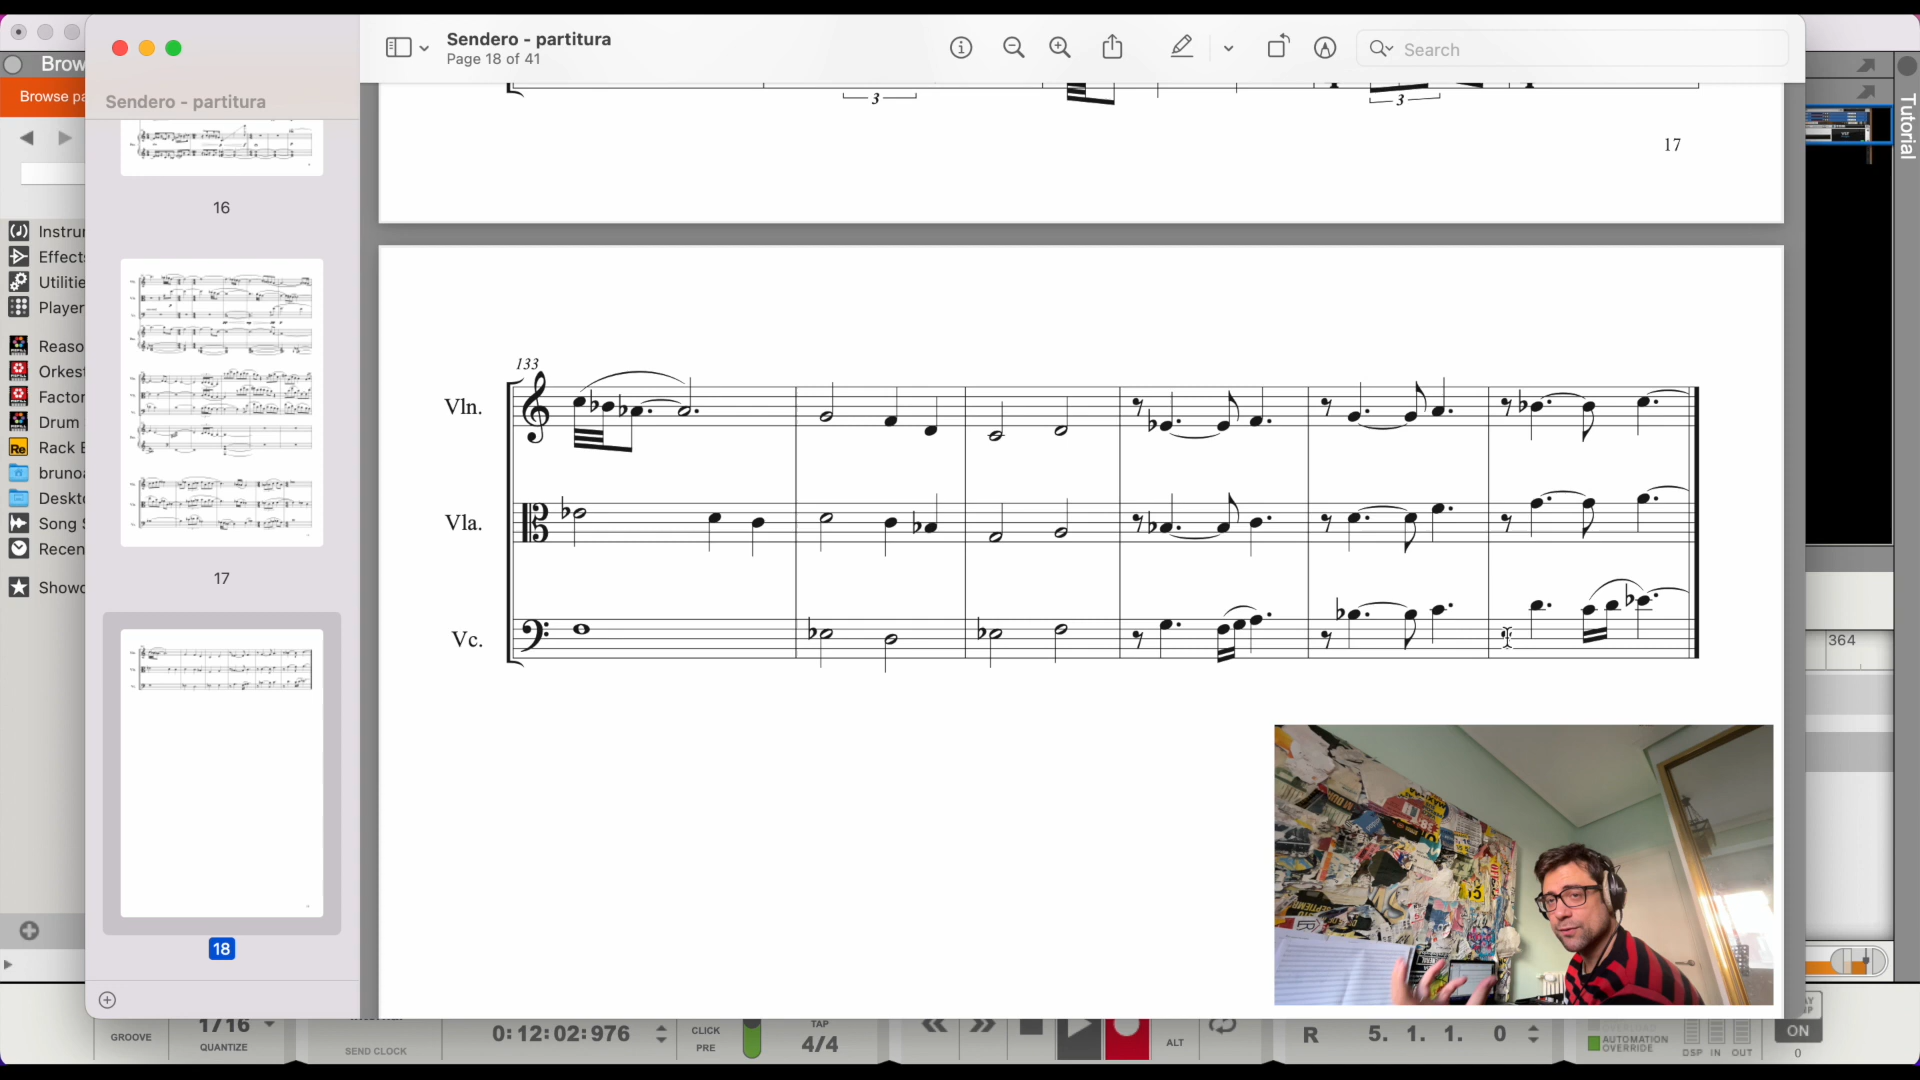 Sendero - partitura
Page 18 of 41
Search
Brow
Browse pa
Sendero - partitura
Tutorial
3
3
17
16
Instru
Effect
Utilitie
Player
Reaso
Orkest
Factor
Drum
Re Rack E
bruno
Deskto
Song S
Recen
Showc
133
Vln.
Vla.
Vc.
17
364
18
GROOVE
1/16
QUANTIZE
SEND CLOCK
0:12:02:976
CLICK
PRE
TAP
4/4
ALT
R
5. 1. 1. 0
AUTOMATION
OVERRIDE
DSP IN OUT
ON
0